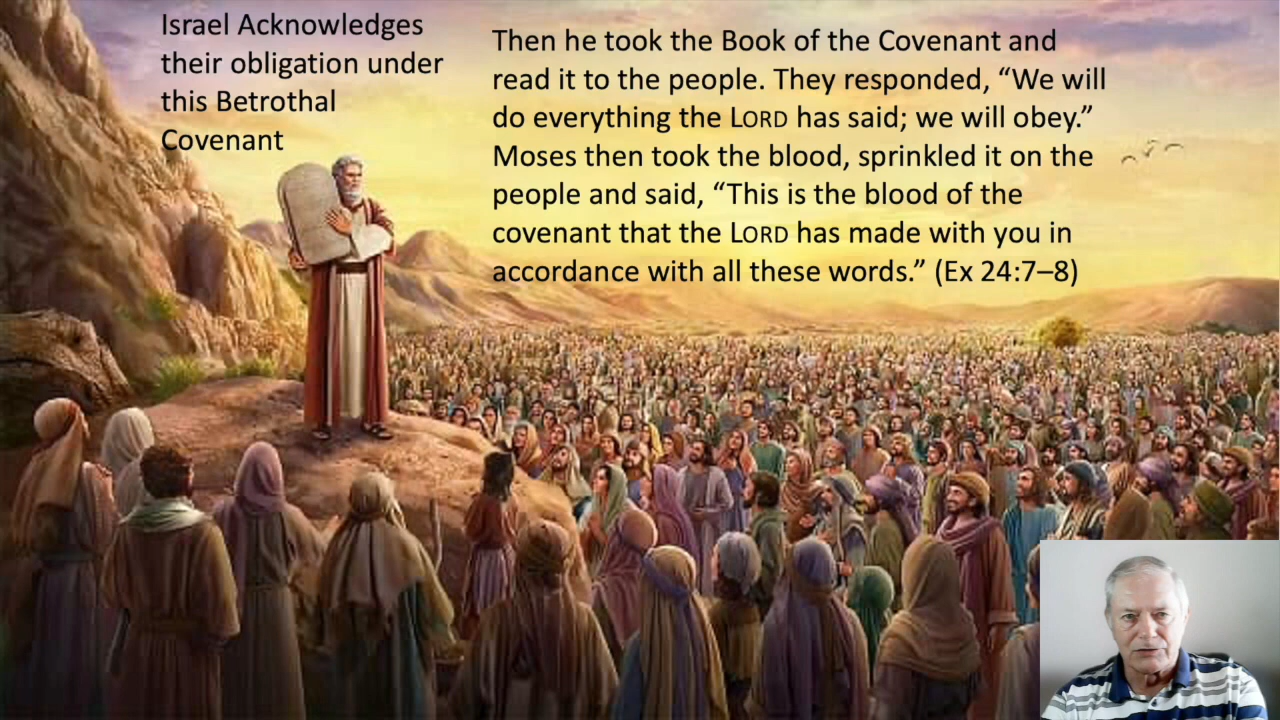 Israel Acknowledges
their obligation under
this Betrothal
Covenant
Then he took the Book of the Covenant and
read it to the people. They responded, “We will
do everything the LORD has said; we will obey.”
Moses then took the blood, sprinkled it on the
people and said, “This is the blood of the
covenant that the LORD has made with you in
accordance with all these words.” (Ex 24:7–8)